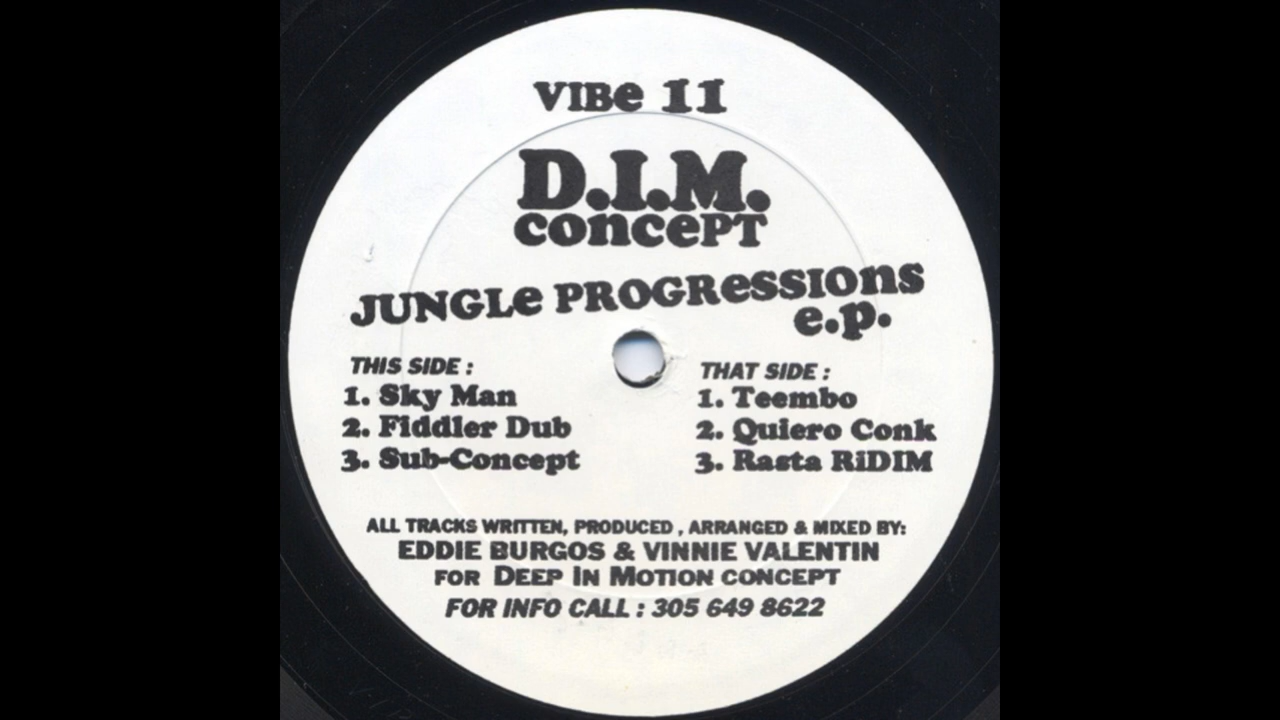 VIBe 11
D.I.M.
concePT
JUNGLe PROGRessIons
e.p.
THIS SIDE :
1. Sky Man
2. Fiddler Dub
3. Sub-Concept
THAT SIDE :
1. Teembo
2. Quiero Conk
3. Rasta RiDIM
ALL TRACKS WRITTEN, PRODUCED , ARRANGED & MIXED BY:
EDDIE BURGOS & VINNIE VALENTIN
FOR DEEP IN MOTION CONCEPT
FOR INFO CALL : 305 649 8622